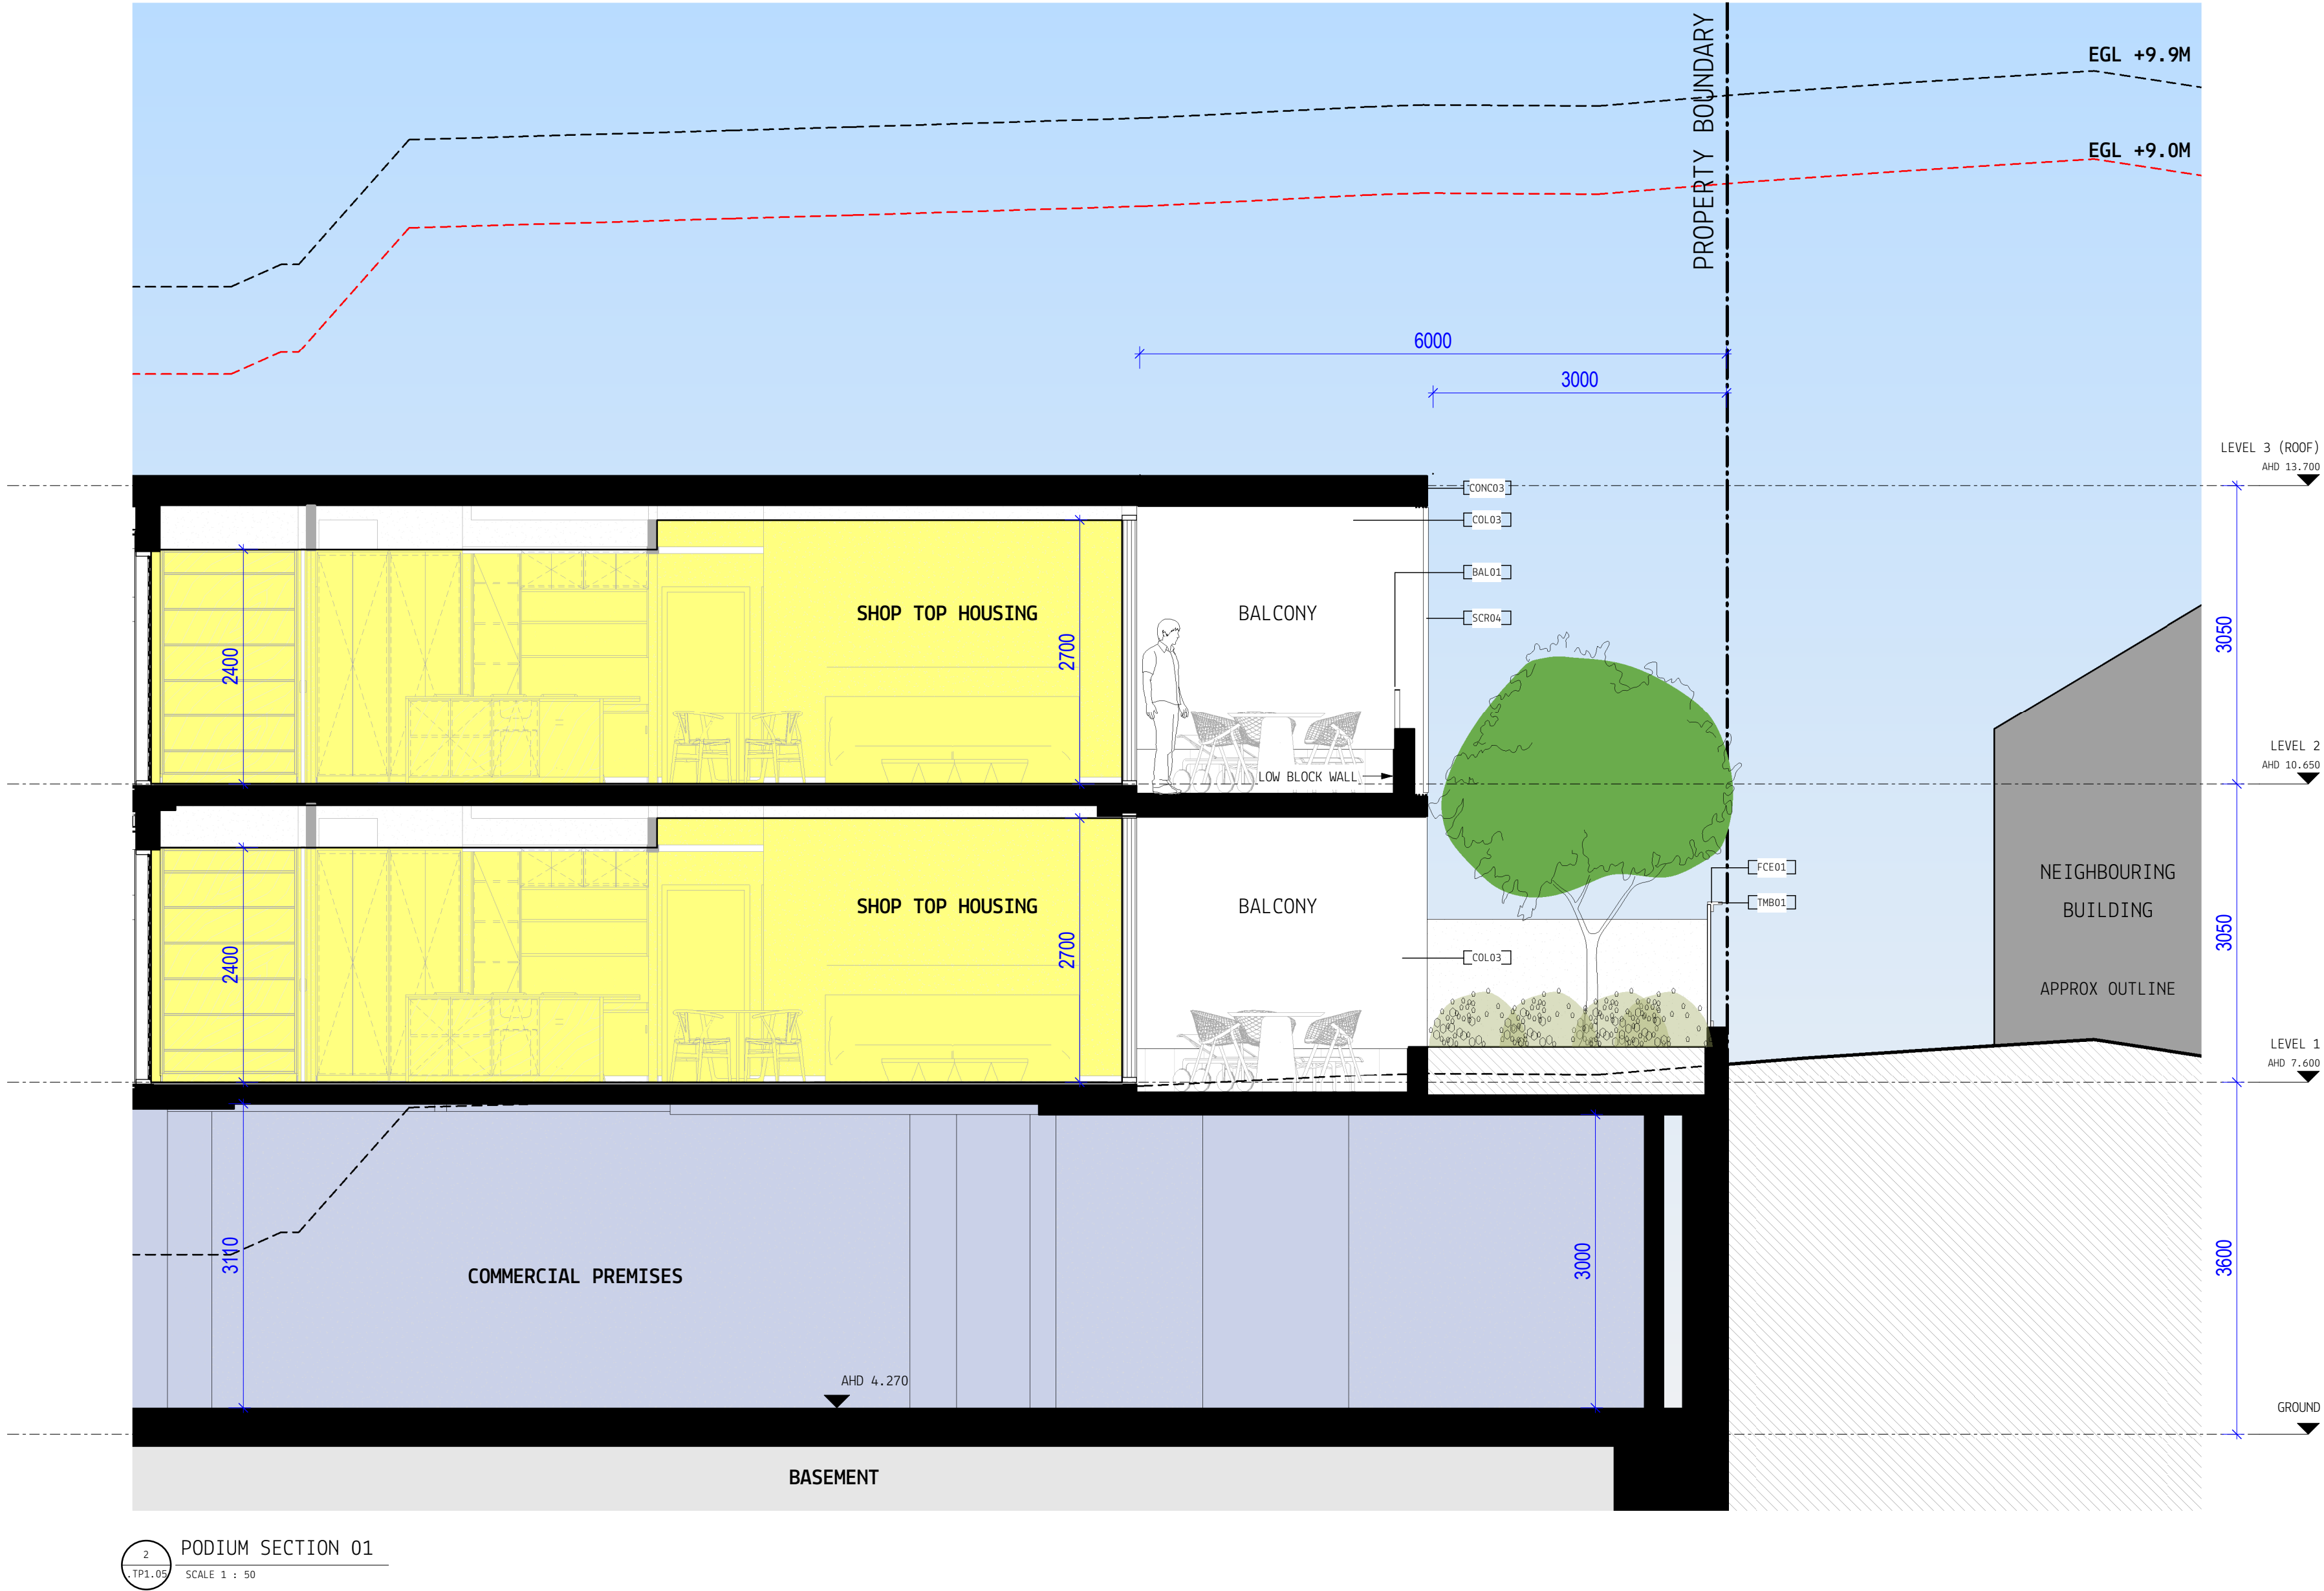 PROPERTY BOUNDARY
EGL +9.9M
EGL +9.0M
6000
3000
LEVEL 3 (ROOF)
AHD 13.700
CONC03
COL03
BAL01
SCR04
SHOP TOP HOUSING
BALCONY
2400
2700
3050
LOW BLOCK WALL
LEVEL 2
AHD 10.650
FCE01
TMB01
NEIGHBOURING
BUILDING
APPROX OUTLINE
SHOP TOP HOUSING
BALCONY
2400
2700
3050
COL03
LEVEL 1
AHD 7.600
3110
COMMERCIAL PREMISES
3000
3600
AHD 4.270
GROUND
BASEMENT
2
.TP1.05
PODIUM SECTION 01
SCALE 1 : 50